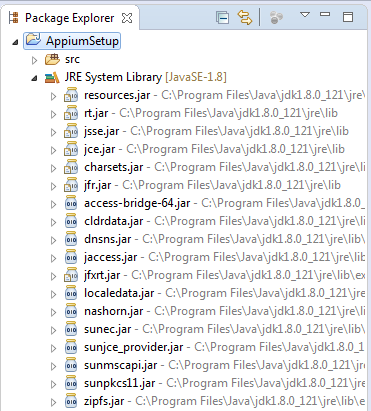 Package Explorer
AppiumSetup
src
JRE System Library [JavaSE-1.8]
resources.jar - C:\Program Files\Java\jdk1.8.0_121\jre\lib
rt.jar - C:\Program Files\Java\jdk1.8.0_121\jre\lib
jsse.jar - C:\Program Files\Java\jdk1.8.0_121\jre\lib
jce.jar - C:\Program Files\Java\jdk1.8.0_121\jre\lib
charsets.jar - C:\Program Files\Java\jdk1.8.0_121\jre\lib
jfr.jar - C:\Program Files\Java\jdk1.8.0_121\jre\lib
access-bridge-64.jar - C:\Program Files\Java\jdk1.8.0_
cldrdata.jar - C:\Program Files\Java\jdk1.8.0_121\jre\l
dnsns.jar - C:\Program Files\Java\jdk1.8.0_121\jre\lib\
jaccess.jar - C:\Program Files\Java\jdk1.8.0_121\jre\lib
jfxrt.jar - C:\Program Files\Java\jdk1.8.0_121\jre\lib\ex
localedata.jar - C:\Program Files\Java\jdk1.8.0_121\jre
nashorn.jar - C:\Program Files\Java\jdk1.8.0_121\jre\li
sunec.jar - C:\Program Files\Java\jdk1.8.0_121\jre\lib\
sunjce_provider.jar - C:\Program Files\Java\jdk1.8.0_1
sunmscapi.jar - C:\Program Files\Java\jdk1.8.0_121\jre
sunpkcs11.jar - C:\Program Files\Java\jdk1.8.0_121\jre
zipfs.jar - C:\Program Files\Java\jdk1.8.0_121\jre\lib\e